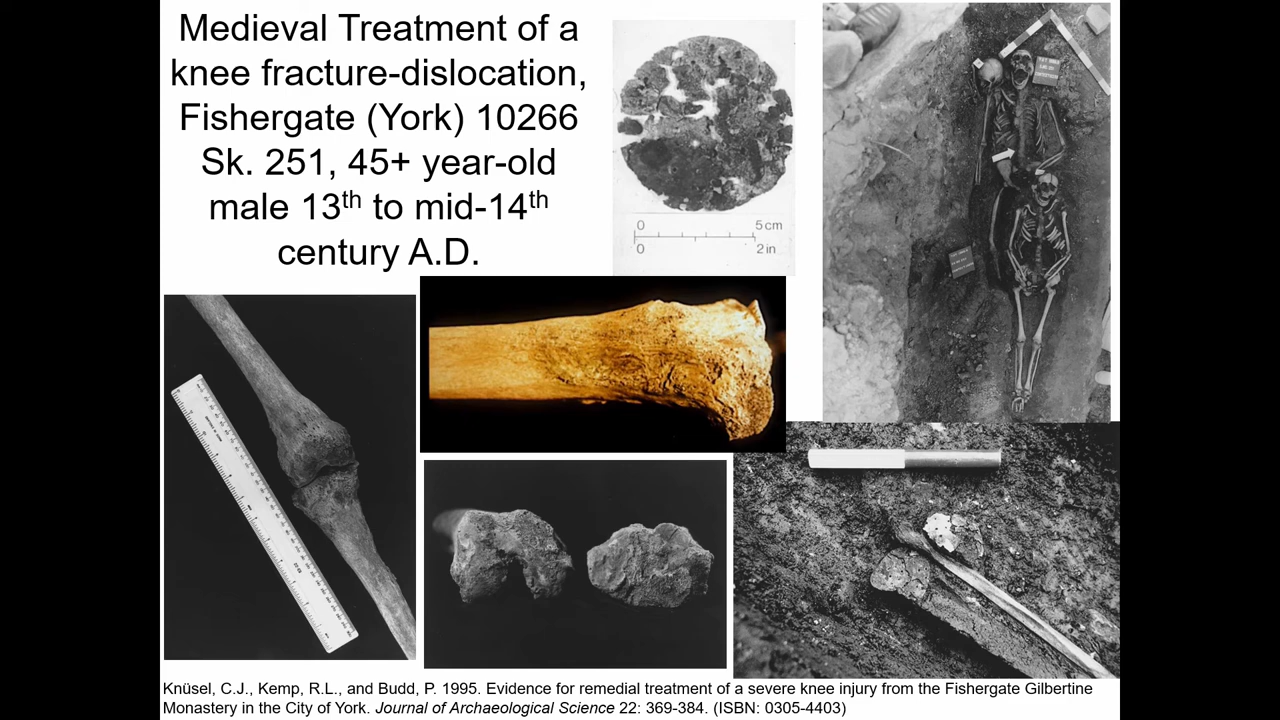 Medieval Treatment of a
knee fracture-dislocation,
Fishergate (York) 10266
Sk. 251, 45+ year-old
male 13th to mid-14th
century A.D.
0 5 cm
0 2 in
Knüsel, C.J., Kemp, R.L., and Budd, P. 1995. Evidence for remedial treatment of a severe knee injury from the Fishergate Gilbertine
Monastery in the City of York. Journal of Archaeological Science 22: 369-384. (ISBN: 0305-4403)